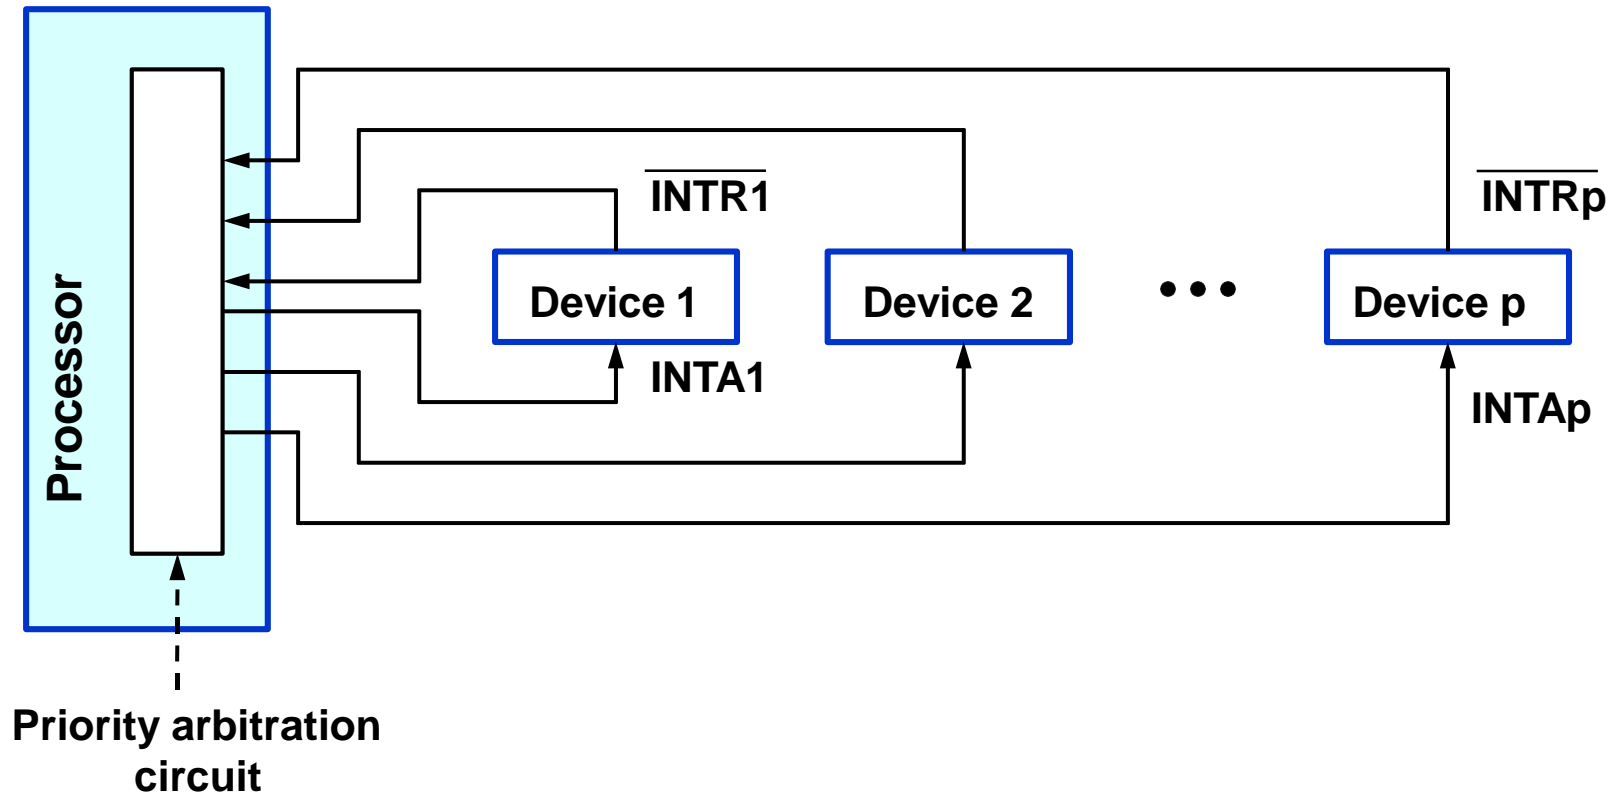 Processor
INTR1
INTRp
Device 1
Device 2
Device p
INTA1
INTAp
Priority arbitration
circuit